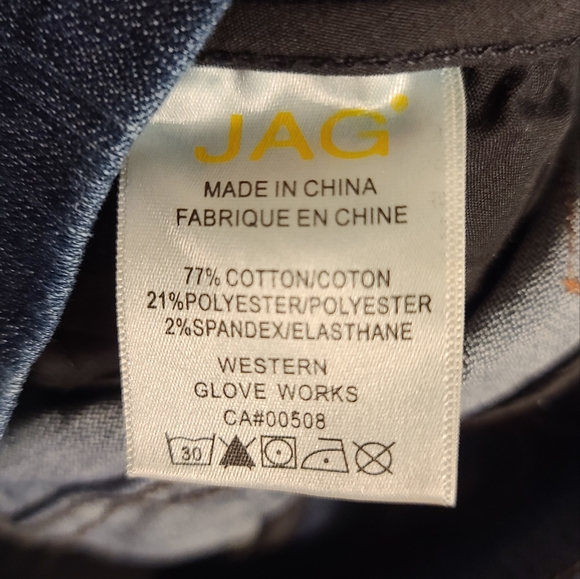 JAG
MADE IN CHINA
FABRIQUE EN CHINE
77% COTTON/COTON
21%POLYESTER/POLYESTER
2%SPANDEX/ELASTHANE
WESTERN
GLOVE WORKS
CA#00508
30